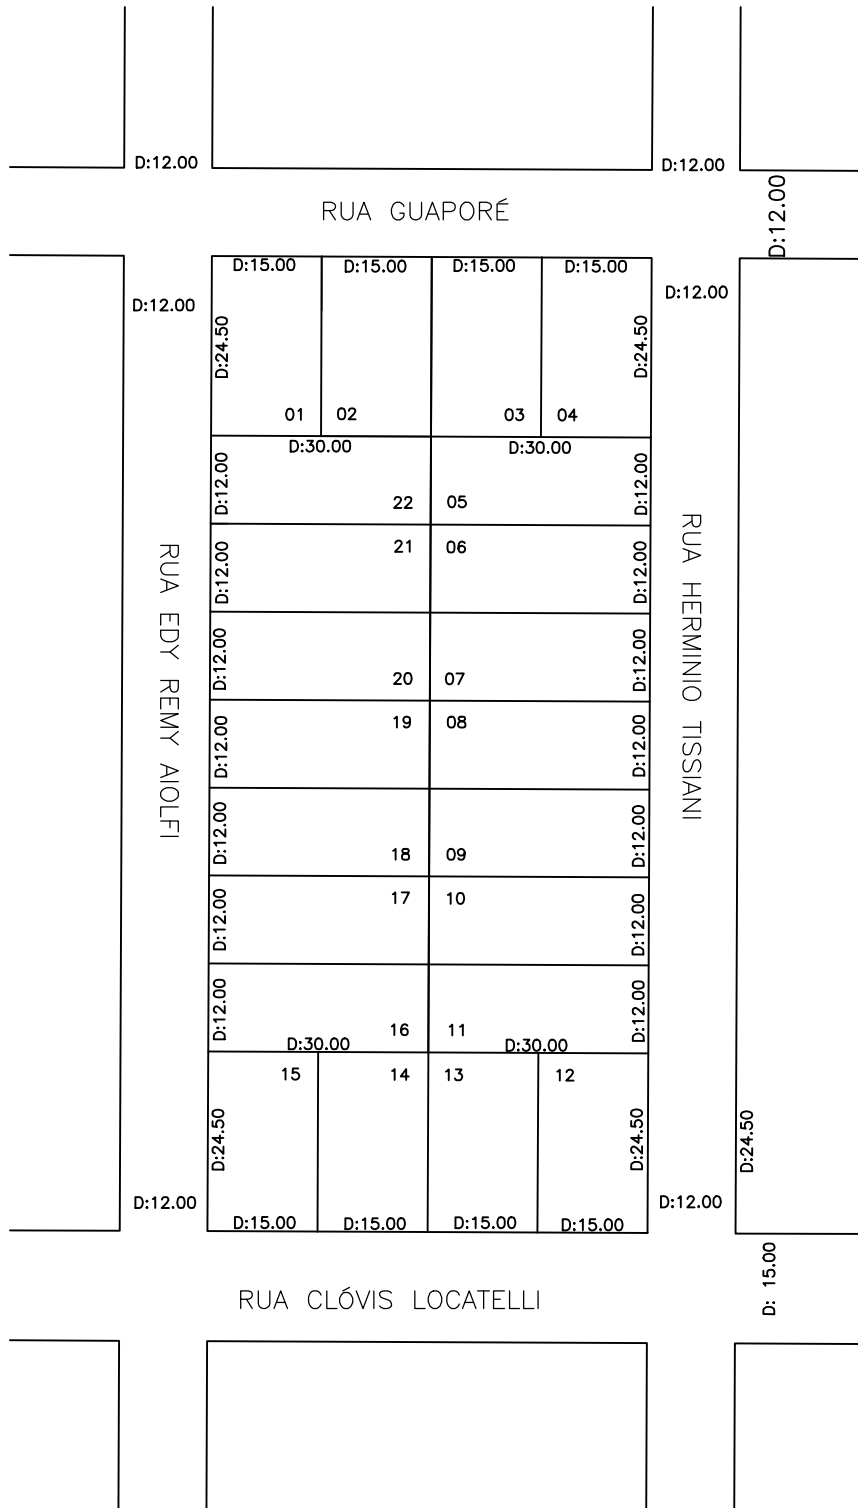 D:12.00
D:12.00
RUA GUAPORÉ
D:12.00
D:15.00
D:15.00
D:15.00
D:15.00
D:12.00
D:12.00
D:24.50
D:24.50
01
02
03
04
D:30.00
D:30.00
D:12.00
22
05
D:12.00
D:12.00
21
06
D:12.00
D:12.00
20
07
D:12.00
D:12.00
19
08
D:12.00
D:12.00
18
09
D:12.00
D:12.00
17
10
D:12.00
D:12.00
16
11
D:12.00
RUA EDY REMY AIOLFI
RUA HERMINIO TISSIANI
D:30.00
D:30.00
15
14
13
12
D:24.50
D:24.50
D:24.50
D:12.00
D:12.00
D:15.00
D:15.00
D:15.00
D:15.00
RUA CLÓVIS LOCATELLI
D: 15.00